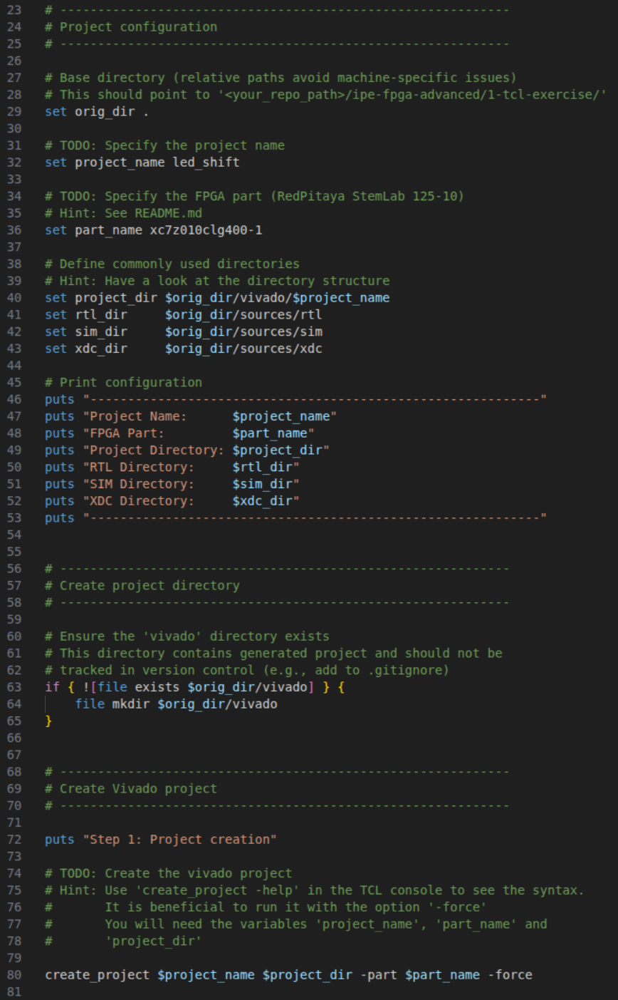 23 # ------------------------------------------------------------
24 # Project configuration
25 # ------------------------------------------------------------
26
27 # Base directory (relative paths avoid machine-specific issues)
28 # This should point to '<your_repo_path>/ipe-fpga-advanced/1-tcl-exercise/'
29 set orig_dir .
30
31 # TODO: Specify the project name
32 set project_name led_shift
33
34 # TODO: Specify the FPGA part (RedPitaya StemLab 125-10)
35 # Hint: See README.md
36 set part_name xc7z010clg400-1
37
38 # Define commonly used directories
39 # Hint: Have a look at the directory structure
40 set project_dir $orig_dir/vivado/$project_name
41 set rtl_dir     $orig_dir/sources/rtl
42 set sim_dir     $orig_dir/sources/sim
43 set xdc_dir     $orig_dir/sources/xdc
44
45 # Print configuration
46 puts "------------------------------------------------------------"
47 puts "Project Name:      $project_name"
48 puts "FPGA Part:         $part_name"
49 puts "Project Directory: $project_dir"
50 puts "RTL Directory:     $rtl_dir"
51 puts "SIM Directory:     $sim_dir"
52 puts "XDC Directory:     $xdc_dir"
53 puts "------------------------------------------------------------"
54
55
56 # ------------------------------------------------------------
57 # Create project directory
58 # ------------------------------------------------------------
59
60 # Ensure the 'vivado' directory exists
61 # This directory contains generated project and should not be
62 # tracked in version control (e.g., add to .gitignore)
63 if { ![file exists $orig_dir/vivado] } {
64     file mkdir $orig_dir/vivado
65 }
66
67
68 # ------------------------------------------------------------
69 # Create Vivado project
70 # ------------------------------------------------------------
71
72 puts "Step 1: Project creation"
73
74 # TODO: Create the vivado project
75 # Hint: Use 'create_project -help' in the TCL console to see the syntax.
76 #       It is beneficial to run it with the option '-force'
77 #       You will need the variables 'project_name', 'part_name' and
78 #       'project_dir'
79
80 create_project $project_name $project_dir -part $part_name -force
81